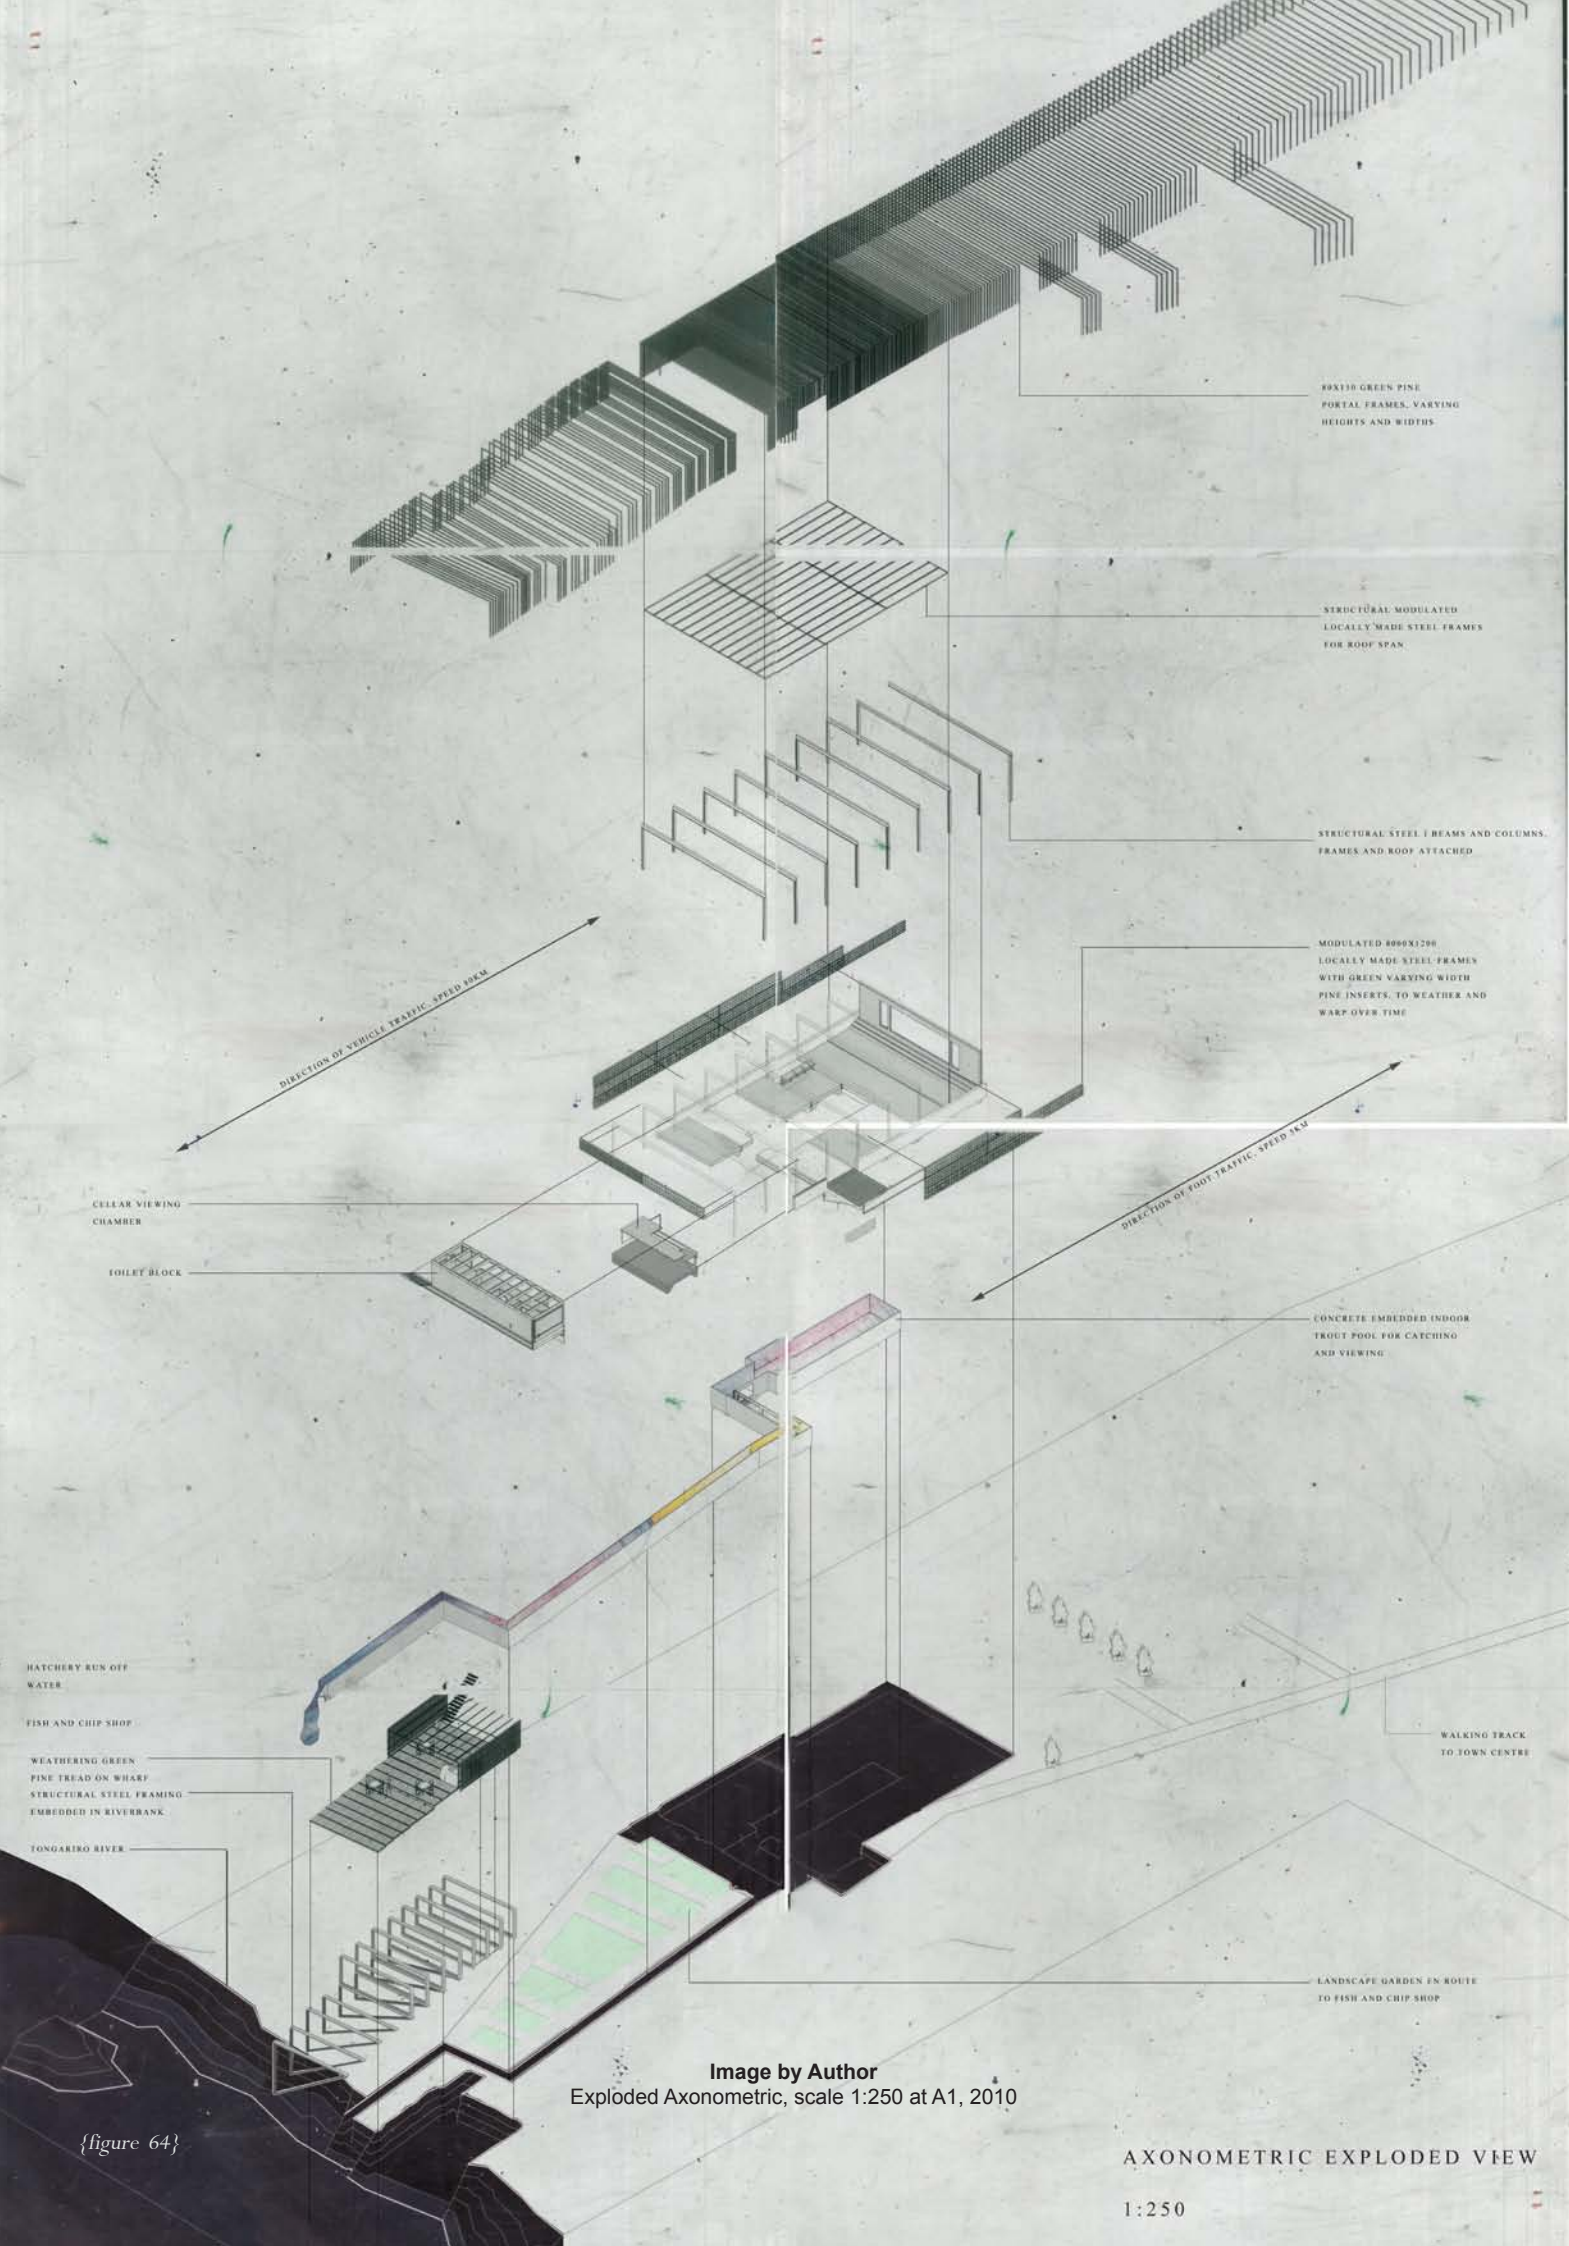 80X150 GREEN PINE
PORTAL FRAMES, VARYING
HEIGHTS AND WIDTHS
STRUCTURAL MODULATED
LOCALLY MADE STEEL FRAMES
FOR ROOF SPAN
STRUCTURAL STEEL I BEAMS AND COLUMNS,
FRAMES AND ROOF ATTACHED
MODULATED 8000X1200
LOCALLY MADE STEEL FRAMES
WITH GREEN VARYING WIDTH
PINE INSERTS, TO WEATHER AND
WARP OVER TIME
DIRECTION OF VEHICLE TRAFFIC, SPEED 80KM
DIRECTION OF FOOT TRAFFIC, SPEED 5KM
CELLAR VIEWING
CHAMBER
TOILET BLOCK
CONCRETE EMBEDDED INDOOR
TROUT POOL FOR CATCHING
AND VIEWING
HATCHERY RUN OFF
WATER
FISH AND CHIP SHOP
WEATHERING GREEN
PINE TREAD ON WHARF
STRUCTURAL STEEL FRAMING
EMBEDDED IN RIVERBANK
TONGARIRO RIVER
WALKING TRACK
TO TOWN CENTRE
LANDSCAPE GARDEN EN ROUTE
TO FISH AND CHIP SHOP
Image by Author
Exploded Axonometric, scale 1:250 at A1, 2010
{figure 64}
AXONOMETRIC EXPLODED VIEW
1:250